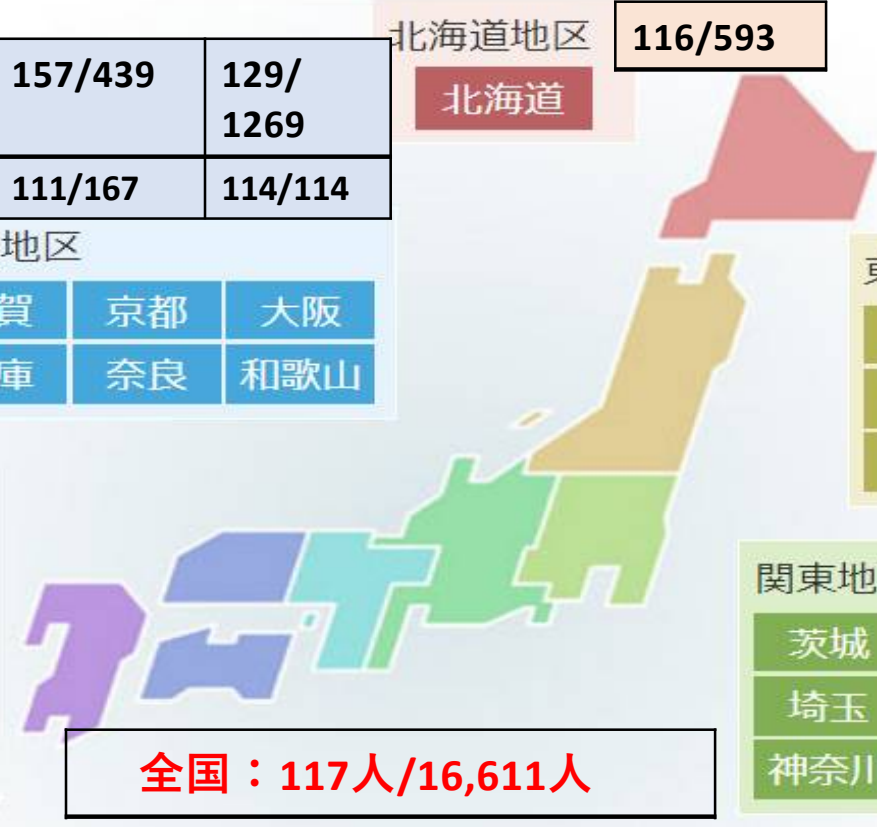 北海道地区
116/593
北海道
157/439
129/
1269
111/167
114/114
地区
賀
京都
大阪
庫
奈良
和歌山
関東地
茨城
埼玉
神奈川
全国：117人/16,611人